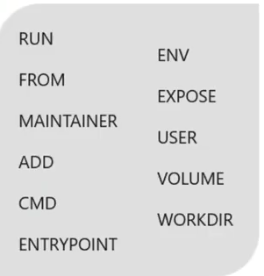 RUN
FROM
MAINTAINER
ADD
CMD
ENTRYPOINT
ENV
EXPOSE
USER
VOLUME
WORKDIR